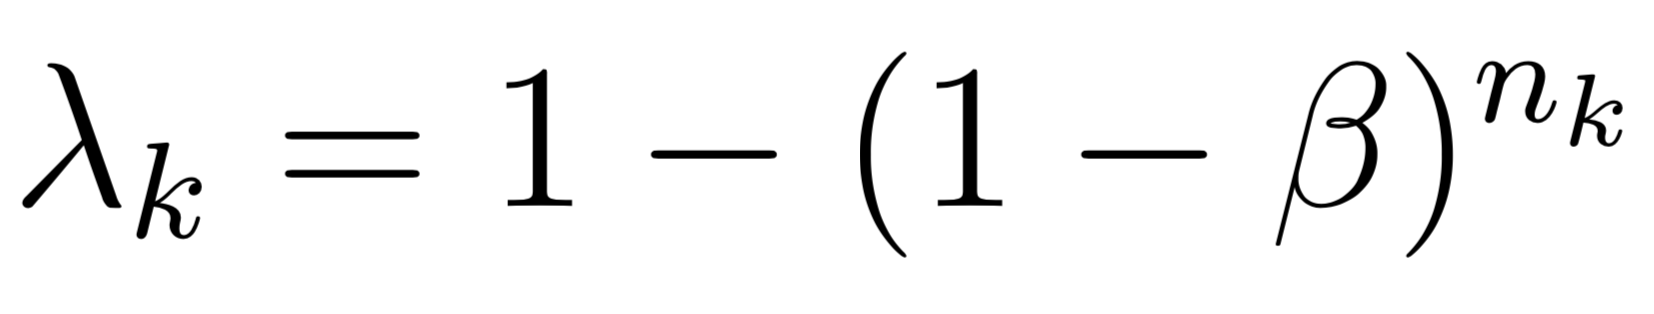 λ_k = 1 − (1 − β)^{n_k}